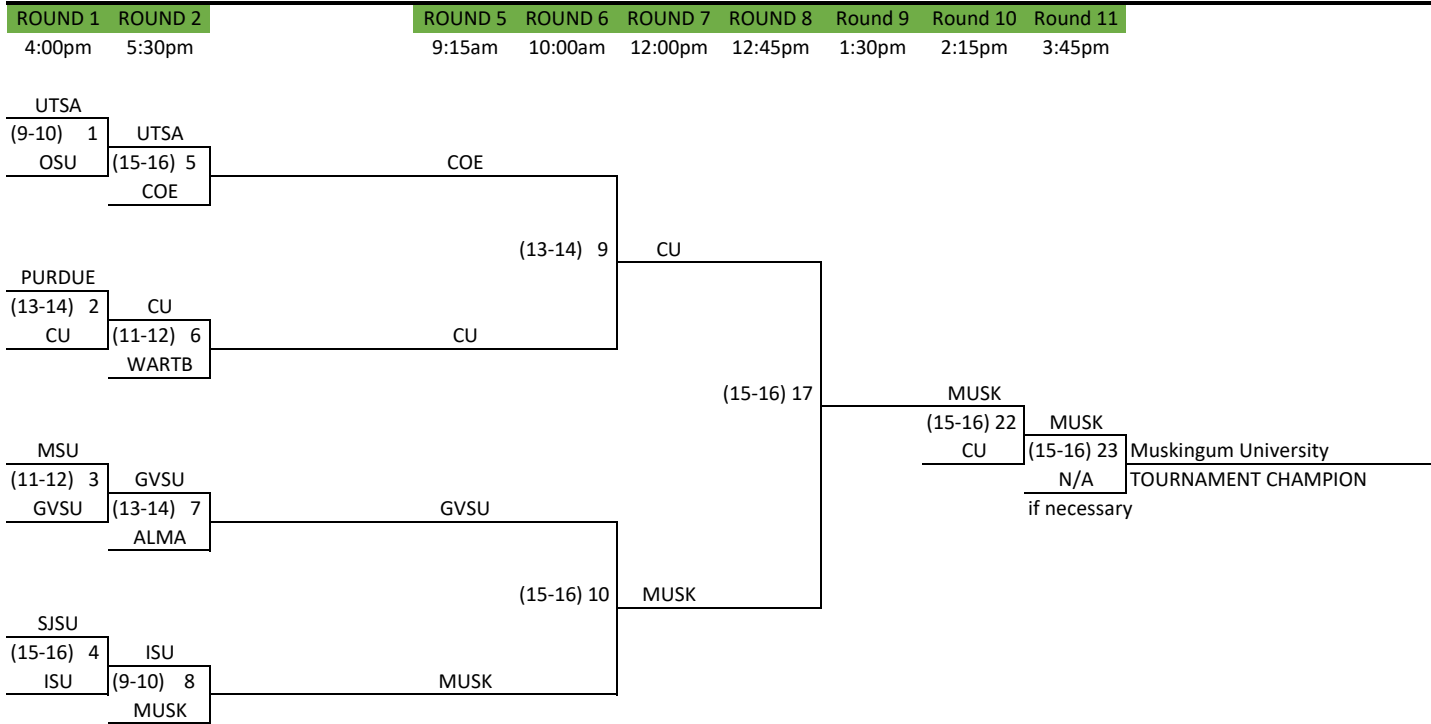 ROUND 1 ROUND 2 ROUND 5 ROUND 6 ROUND 7 ROUND 8 Round 9 Round 10 Round 11
4:00pm 5:30pm 9:15am 10:00am 12:00pm 12:45pm 1:30pm 2:15pm 3:45pm
UTSA
(9-10) 1 UTSA
OSU (15-16) 5 COE
COE
(13-14) 9 CU
PURDUE
(13-14) 2 CU
CU (11-12) 6 CU
WARTB
(15-16) 17 MUSK
(15-16) 22 MUSK
MSU CU (15-16) 23 Muskingum University
(11-12) 3 GVSU N/A TOURNAMENT CHAMPION
GVSU (13-14) 7 GVSU if necessary
ALMA
(15-16) 10 MUSK
SJSU
(15-16) 4 ISU
ISU (9-10) 8 MUSK
MUSK